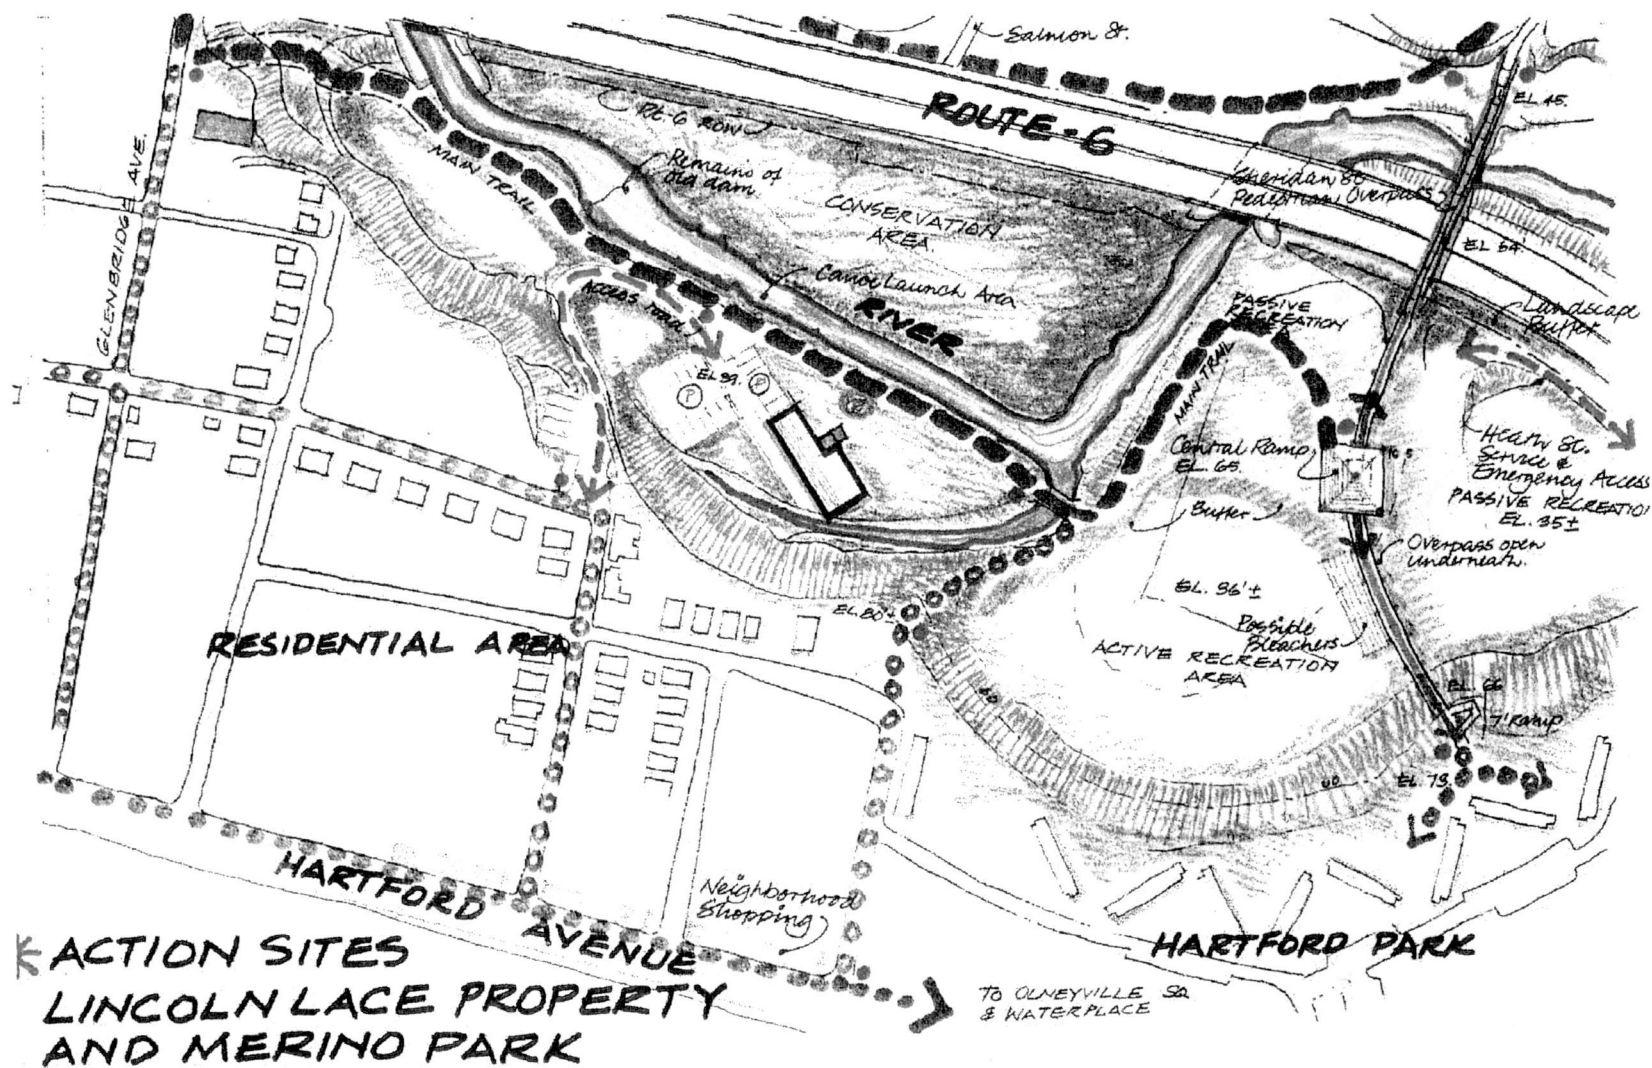 Salmon St.
ROUTE-6
EL 45.
Rt-6 ROW
MAIN TRAIL
Remains of
old dam
CONSERVATION
AREA
Sheridan St.
Pedestrian Overpass
EL 54'
GLENBRIDGE AVE.
ACCESS ROAD
Canoe Launch Area
RIVER
PASSIVE
RECREATION
MAIN TRAIL
Landscape
Buffer
EL 39.
P
P
Central Ramp
EL. 65.
Heath St.
Service &
Emergency Access
PASSIVE RECREATION
EL. 35±
Buffer
Overpass open
underneath.
EL. 80'±
EL. 36'±
Possible
Bleachers
ACTIVE RECREATION
AREA
RESIDENTIAL AREA
60
EL. 66
7' Ramp
EL. 73.
HARTFORD
AVENUE
Neighborhood
Shopping
HARTFORD PARK
TO OLNEYVILLE SQ
& WATERPLACE
ACTION SITES
LINCOLN LACE PROPERTY
AND MERINO PARK